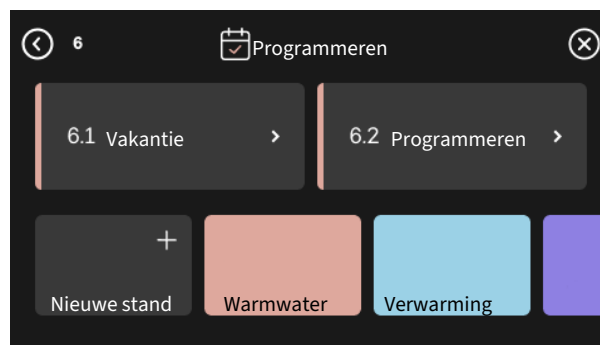 6 Programmeren
6.1 Vakantie
6.2 Programmeren
Nieuwe stand
Warmwater
Verwarming